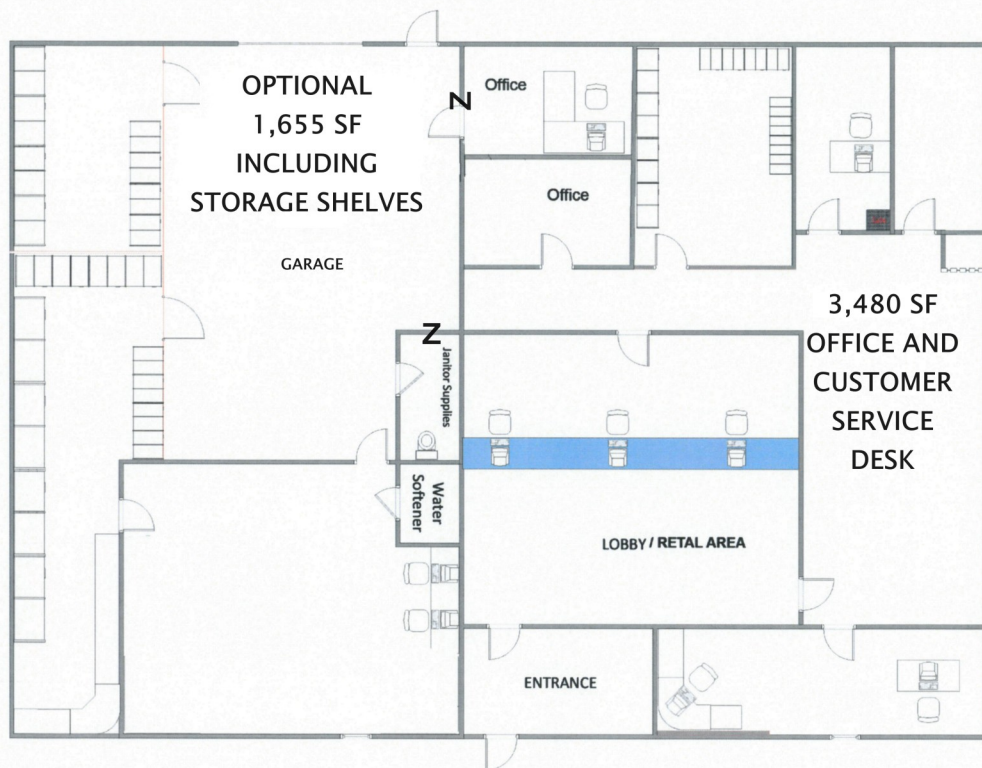 OPTIONAL
1,655 SF
INCLUDING
STORAGE SHELVES
GARAGE
Z
Office
Office
3,480 SF
OFFICE AND
CUSTOMER
SERVICE
DESK
Z
Janitor Supplies
Water
Softener
LOBBY / RETAL AREA
ENTRANCE